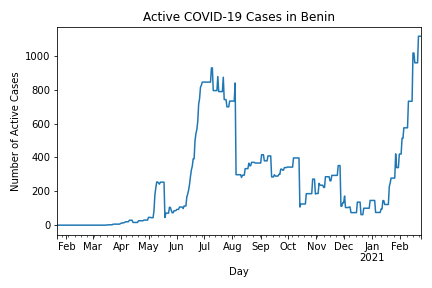 Active COVID-19 Cases in Benin
Number of Active Cases
1000
800
600
400
200
0
Feb Mar Apr May Jun Jul Aug Sep Oct Nov Dec Jan Feb
2021
Day